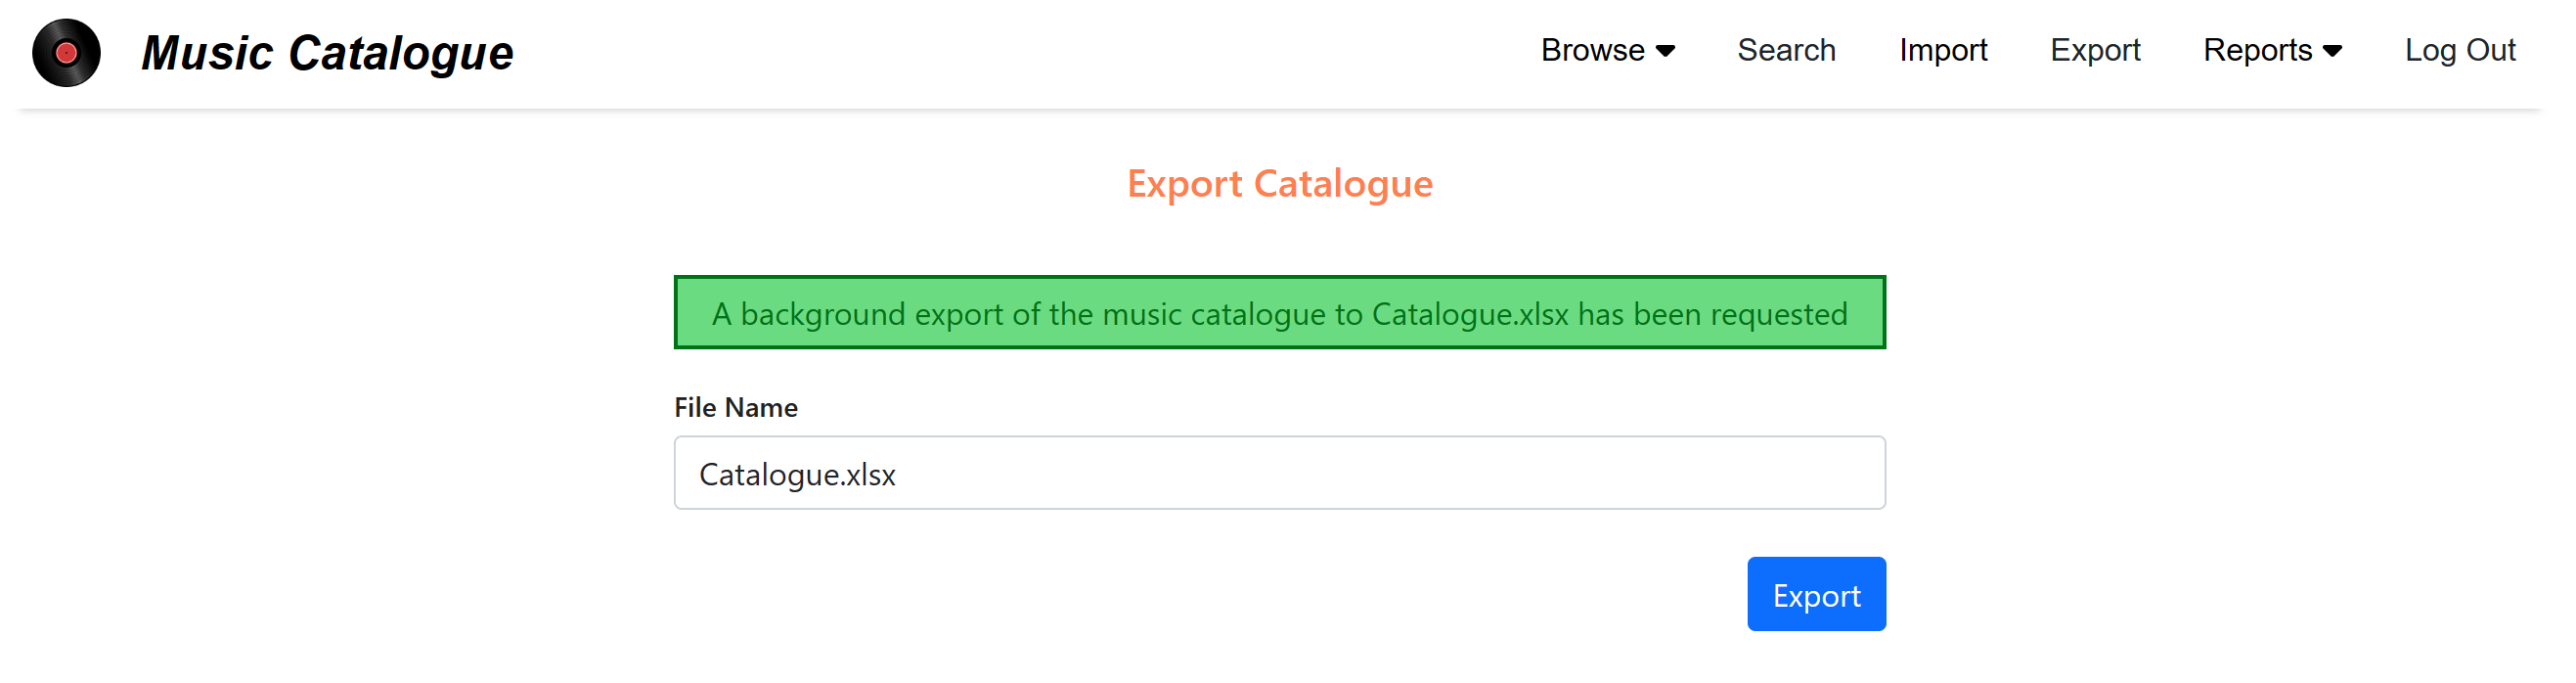 Music Catalogue Browse Search Import Export Reports Log Out
Export Catalogue
A background export of the music catalogue to Catalogue.xlsx has been requested
File Name
Catalogue.xlsx
Export